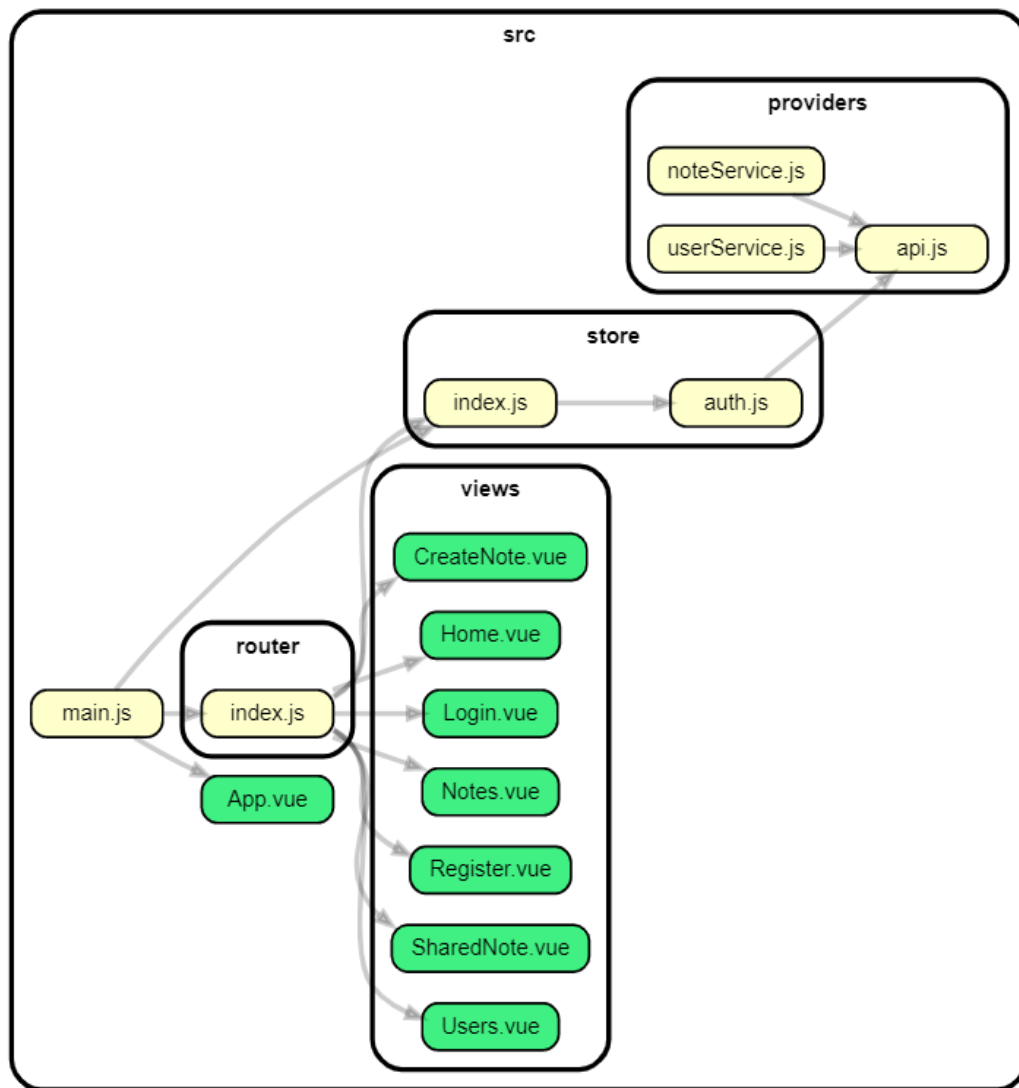 src
providers
noteService.js
userService.js
api.js
store
index.js
auth.js
views
CreateNote.vue
Home.vue
router
main.js
index.js
Login.vue
App.vue
Notes.vue
Register.vue
SharedNote.vue
Users.vue